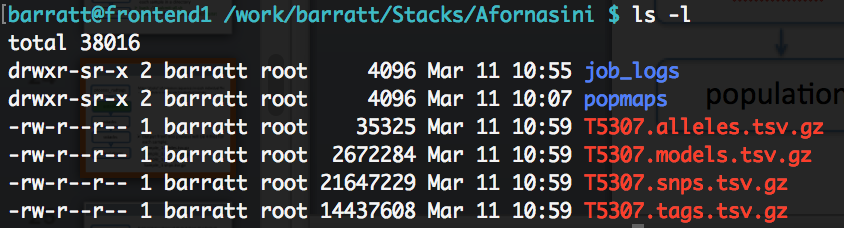 [barratt@frontend1 /work/barratt/Stacks/Afornasini $ ls -l
total 38016
drwxr-sr-x 2 barratt root     4096 Mar 11 10:55 job_logs
drwxr-sr-x 2 barratt root     4096 Mar 11 10:07 popmaps
-rw-r--r-- 1 barratt root    35325 Mar 11 10:59 T5307.alleles.tsv.gz
-rw-r--r-- 1 barratt root  2672284 Mar 11 10:59 T5307.models.tsv.gz
-rw-r--r-- 1 barratt root 21647229 Mar 11 10:59 T5307.snps.tsv.gz
-rw-r--r-- 1 barratt root 14437608 Mar 11 10:59 T5307.tags.tsv.gz
population